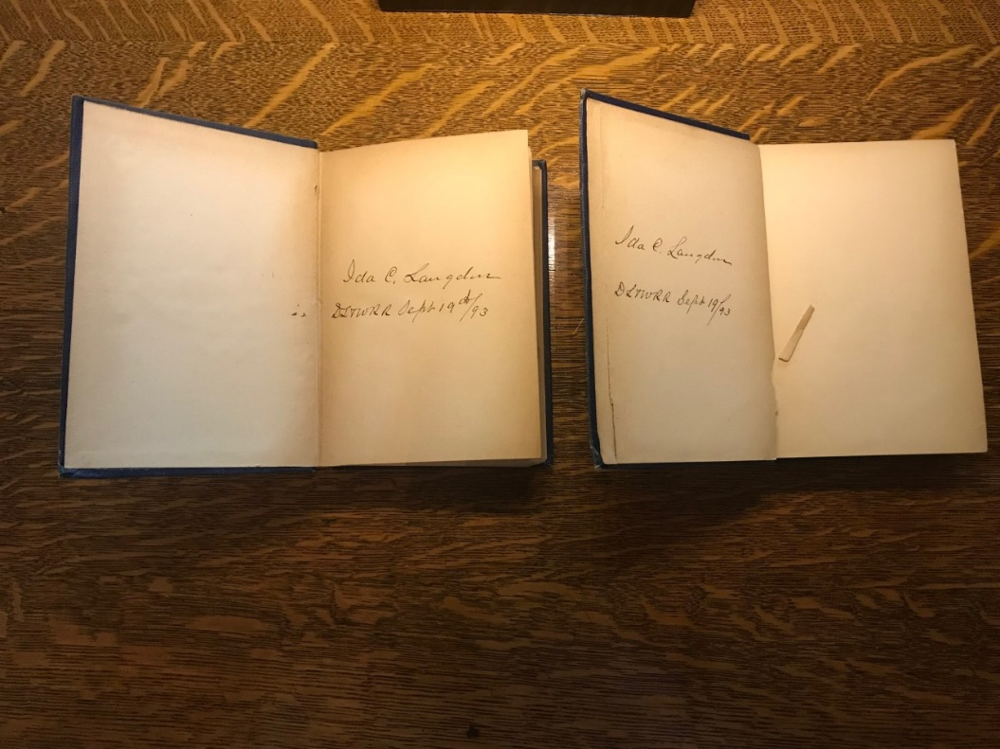 Ida C. Langdon
DL&WRR Sept 19th/93
Ida C. Langdon
DL&WRR Sept 19/93